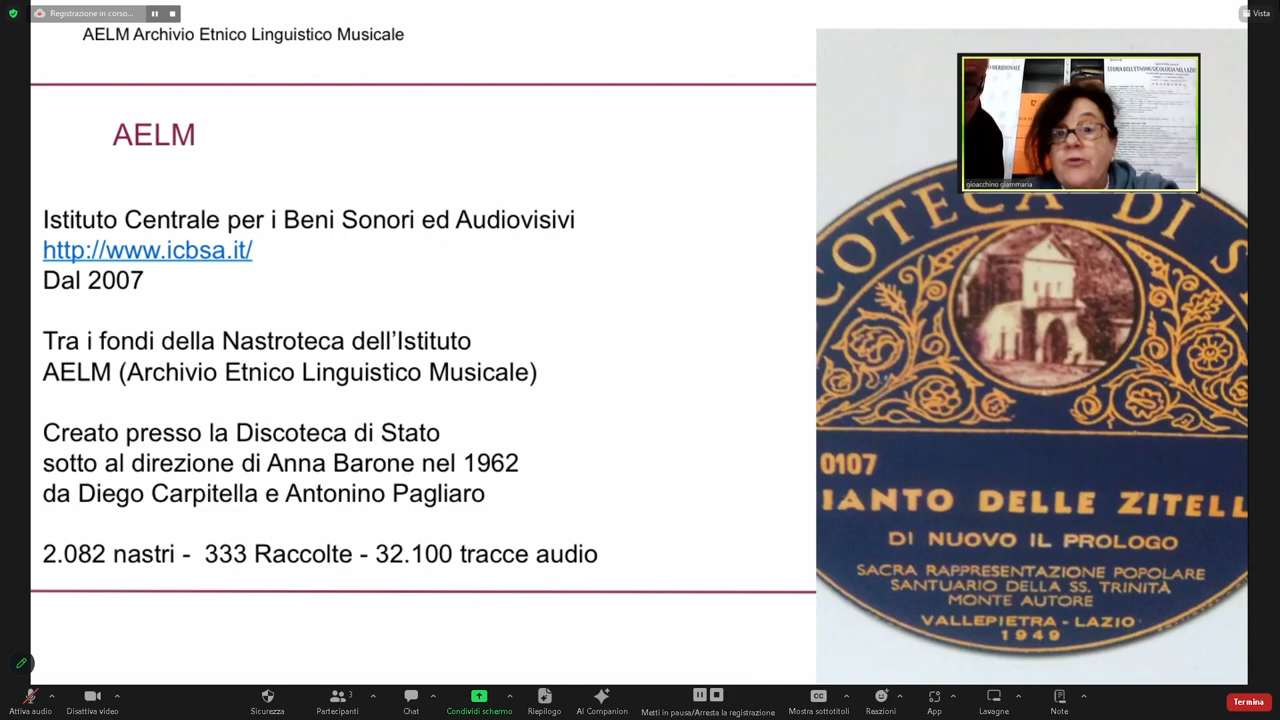 Registrazione in corso...
Vista
AELM Archivio Etnico Linguistico Musicale
AELM
Istituto Centrale per i Beni Sonori ed Audiovisivi
http://www.icbsa.it/
Dal 2007
Tra i fondi della Nastroteca dell'Istituto
AELM (Archivio Etnico Linguistico Musicale)
Creato presso la Discoteca di Stato
sotto al direzione di Anna Barone nel 1962
da Diego Carpitella e Antonino Pagliaro
2.082 nastri - 333 Raccolte - 32.100 tracce audio
MERIDIONALE
STORIA DELL'ETNOMUSICOLOGIA NEL LAZIO
gioacchino giammaria
OTECA DI S
0107
IANTO DELLE ZITELL
DI NUOVO IL PROLOGO
SACRA RAPPRESENTAZIONE POPOLARE
SANTUARIO DELLA SS. TRINITÀ
MONTE AUTORE
VALLEPIETRA - LAZIO
1949
Attiva audio
Disattiva video
Sicurezza
3
Partecipanti
Chat
Condividi schermo
Riepilogo
AI Companion
Metti in pausa/Arresta la registrazione
CC
Mostra sottotitoli
Reazioni
App
Lavagne
Note
Termina